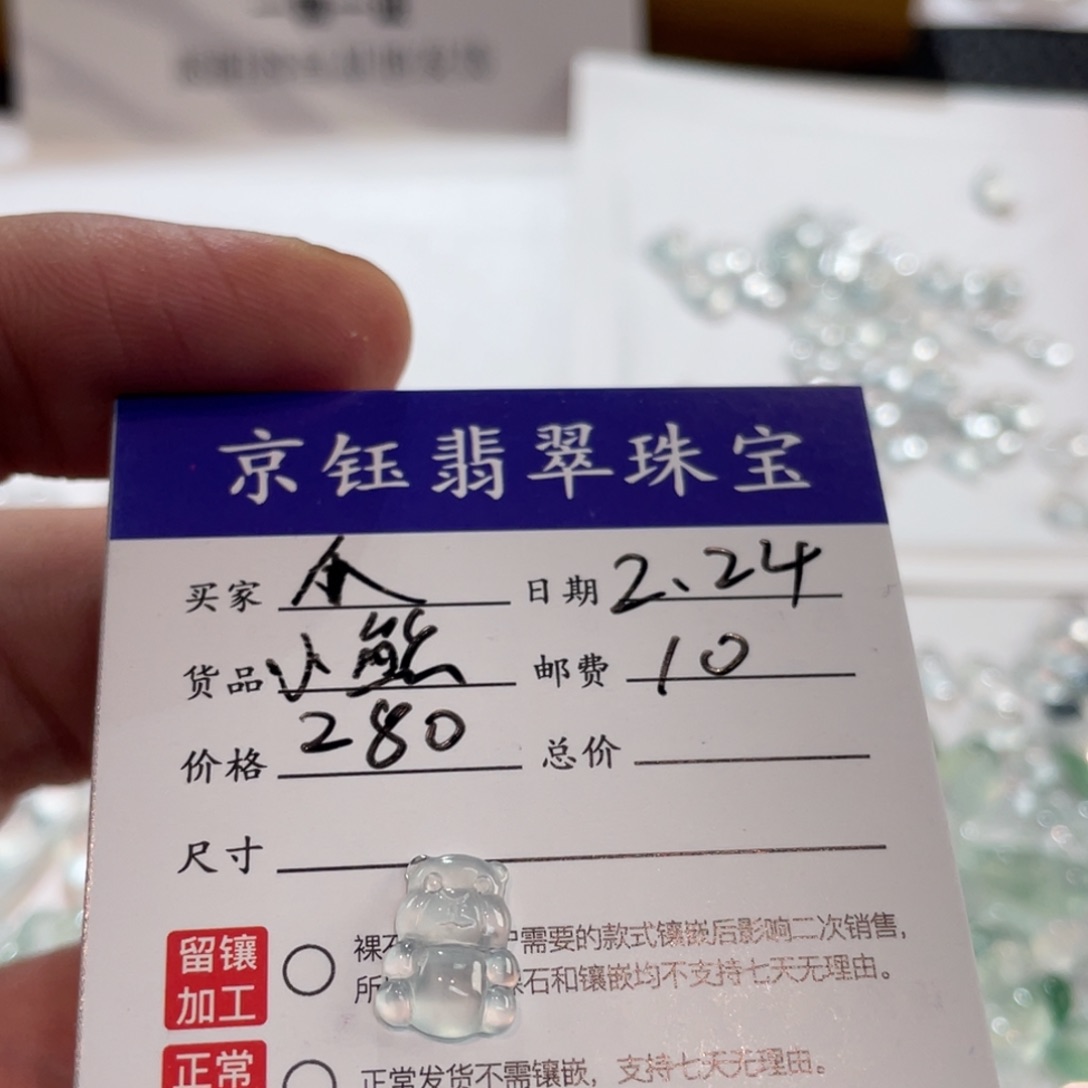 京钰翡翠珠宝
买家 日期 2、24
货品 小熊 邮费 10
价格 280 总价
尺寸
留镶 裸 需要的款式镶嵌后影响二次销售，
加工 所 石和镶嵌均不支持七天无理由。
正常 正常发货不需镶嵌，支持七天无理由。